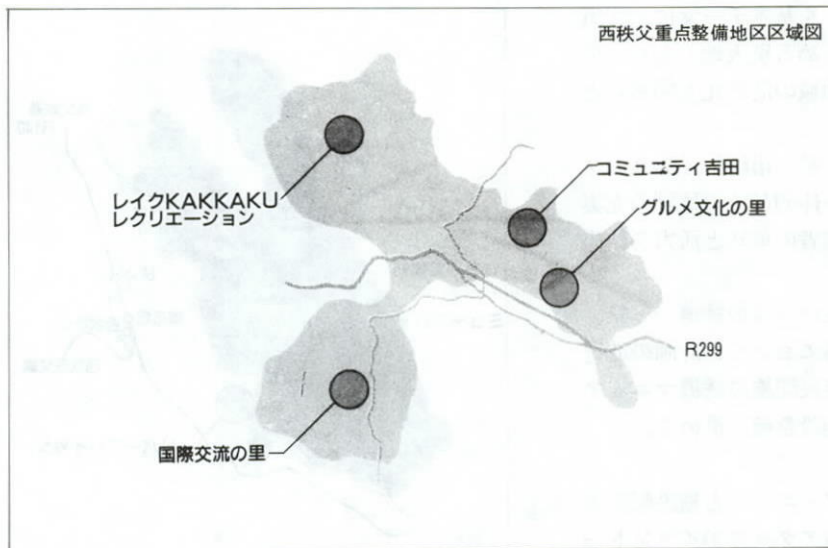 西秩父重点整備地区区域図
レイクKAKKAKU
レクリエーション
コミュニティ吉田
グルメ文化の里
R299
国際交流の里